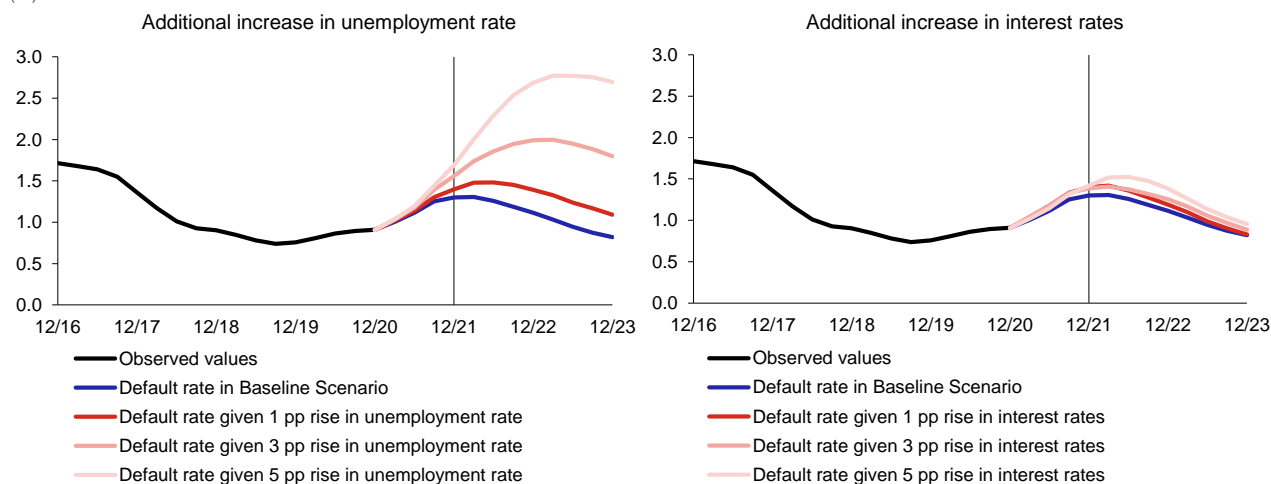 Additional increase in unemployment rate
3.0
2.5
2.0
1.5
1.0
0.5
0.0
12/16 12/17 12/18 12/19 12/20 12/21 12/22 12/23
Observed values
Default rate in Baseline Scenario
Default rate given 1 pp rise in unemployment rate
Default rate given 3 pp rise in unemployment rate
Default rate given 5 pp rise in unemployment rate
Additional increase in interest rates
3.0
2.5
2.0
1.5
1.0
0.5
0.0
12/16 12/17 12/18 12/19 12/20 12/21 12/22 12/23
Observed values
Default rate in Baseline Scenario
Default rate given 1 pp rise in interest rates
Default rate given 3 pp rise in interest rates
Default rate given 5 pp rise in interest rates